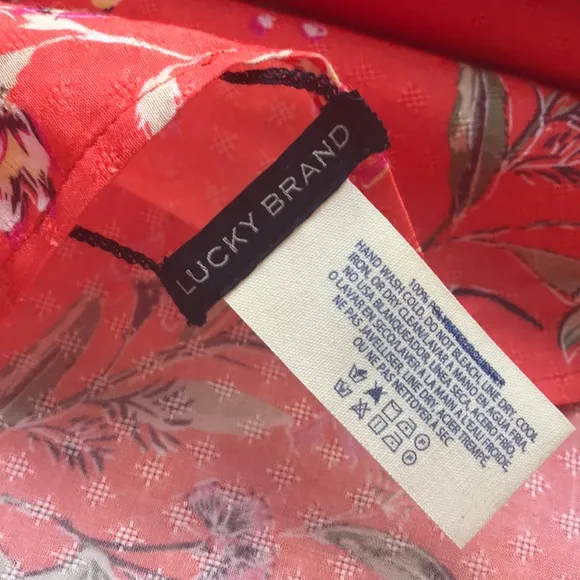 LUCKY BRAND
100%
HAND WASH COLD, DO NOT BLEACH, LINE DRY, COOL
IRON, OR DRY CLEAN/LAVAR A MANO EN AGUA FRIA,
NO USA BLANQUEADOR, LINEA SECA, ACERO FRIO,
O LAVAR EN SECO/LAVER À LA MAIN À L'EAU FROIDE,
NE PAS JAVELLISER, LINE DRY, ACIER TREMPE
OU NE PAS NETTOYER À SEC